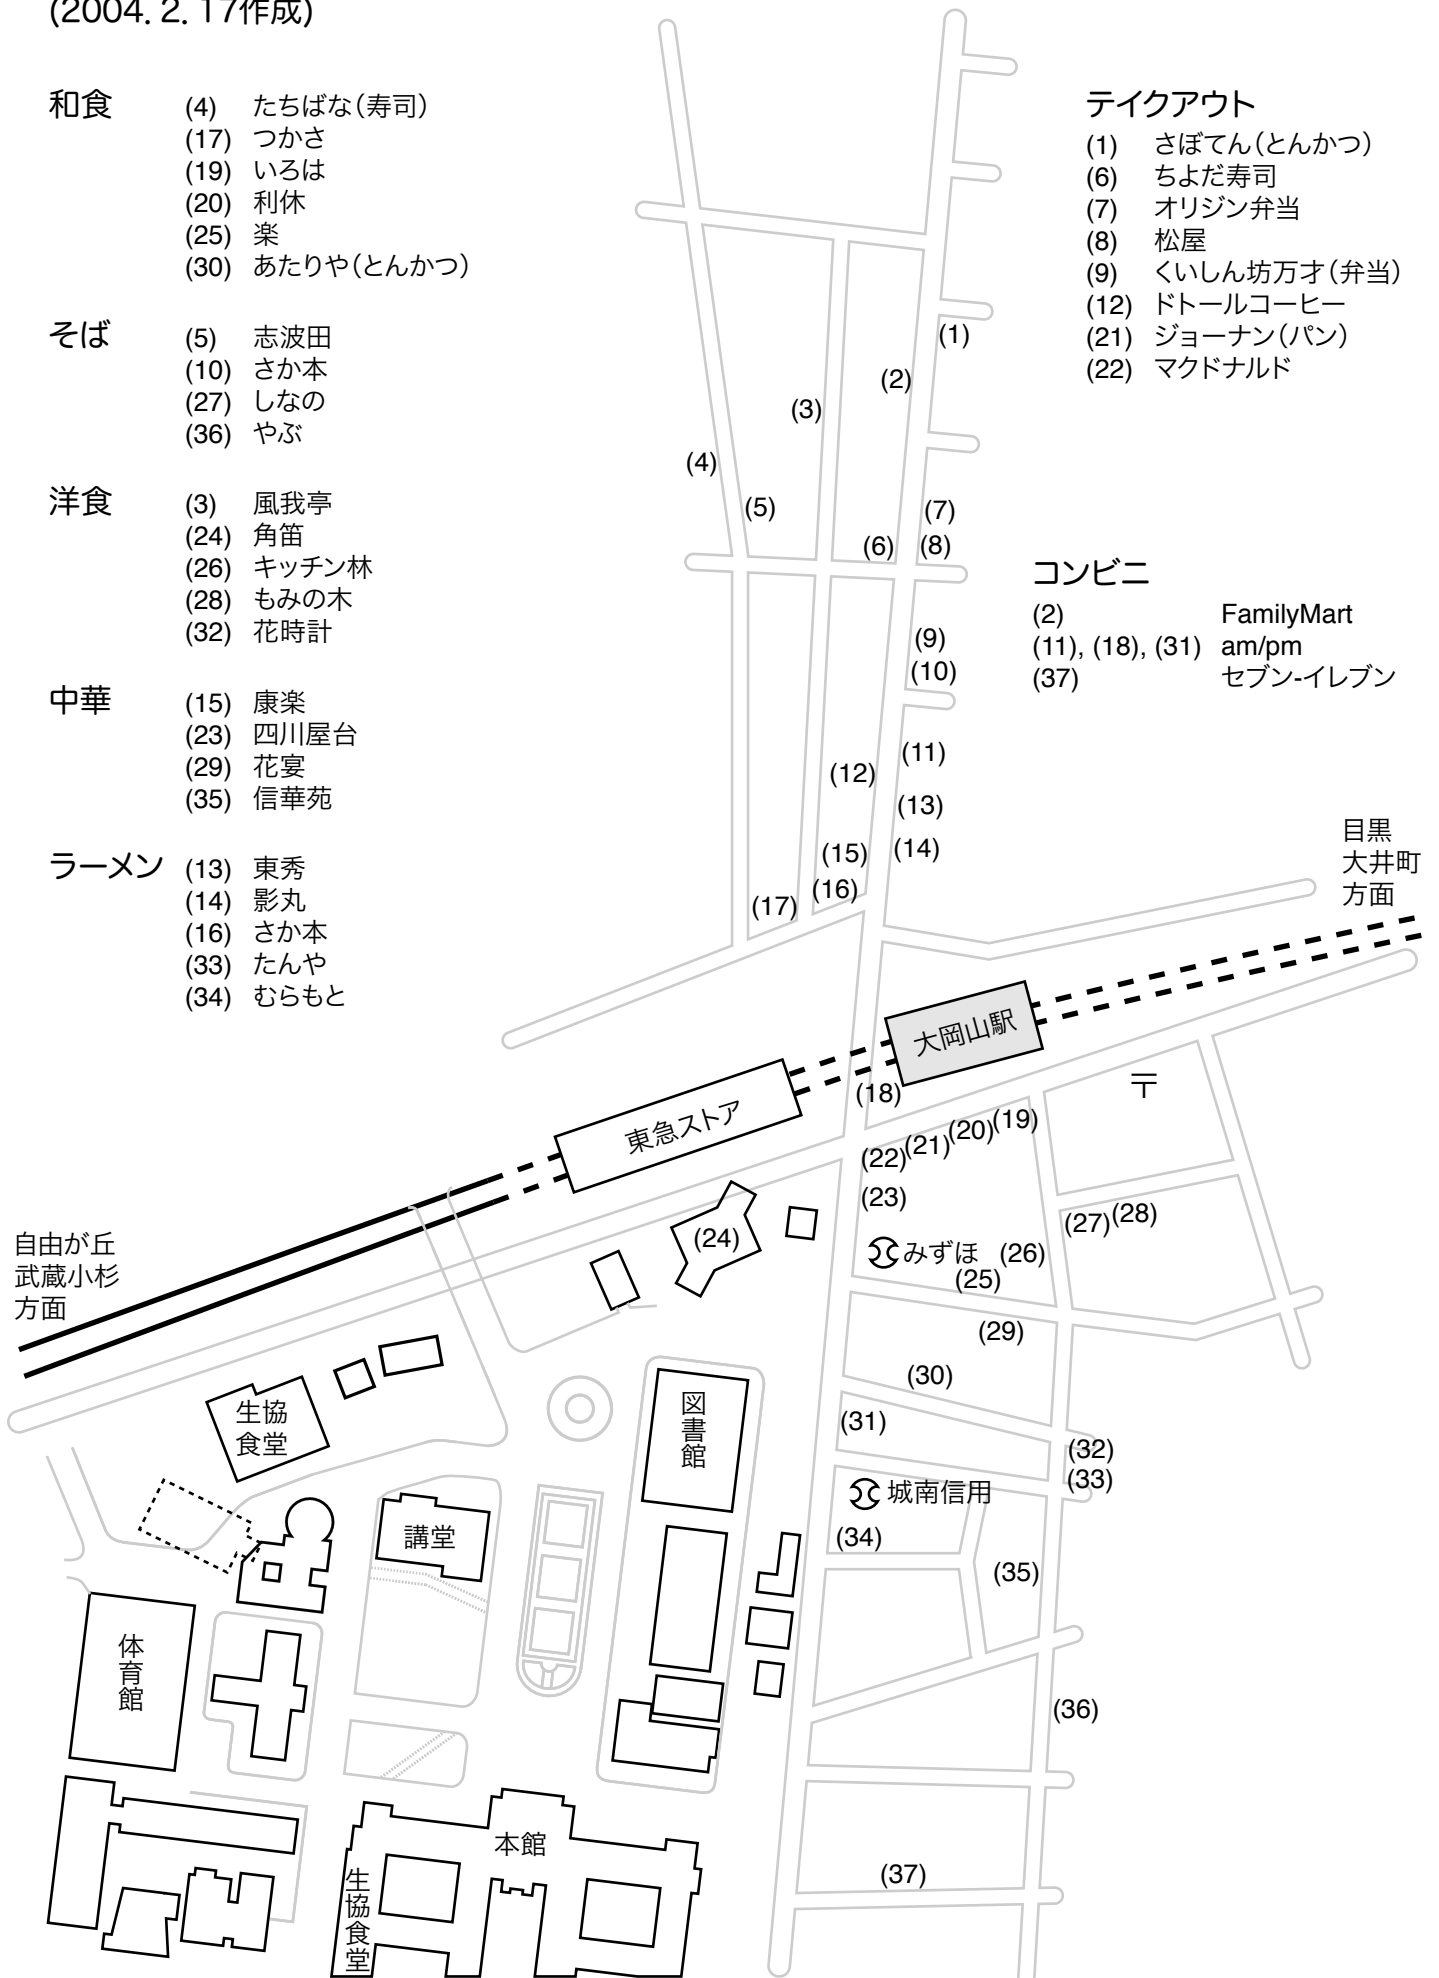 (2004. 2. 17作成)
和食
(4) たちばな(寿司)
(17) つかさ
(19) いろは
(20) 利休
(25) 楽
(30) あたりや(とんかつ)
そば
(5) 志波田
(10) さか本
(27) しなの
(36) やぶ
洋食
(3) 風我亭
(24) 角笛
(26) キッチン林
(28) もみの木
(32) 花時計
中華
(15) 康楽
(23) 四川屋台
(29) 花宴
(35) 信華苑
ラーメン
(13) 東秀
(14) 影丸
(16) さか本
(33) たんや
(34) むらもと
テイクアウト
(1) さぼてん(とんかつ)
(6) ちよだ寿司
(7) オリジン弁当
(8) 松屋
(9) くいしん坊万才(弁当)
(12) ドトールコーヒー
(21) ジョーナン(パン)
(22) マクドナルド
コンビニ
(2) FamilyMart
(11), (18), (31) am/pm
(37) セブン-イレブン
(1)
(2)
(3)
(4)
(5)
(7)
(6)
(8)
(9)
(10)
(11)
(12)
(13)
(14)
(15)
(16)
(17)
目黒
大井町
方面
大岡山駅
〒
(18)
東急ストア
(19)
(20)
(21)
(22)
(23)
(24)
(27)
(28)
みずほ
(26)
(25)
自由が丘
武蔵小杉
方面
(29)
(30)
(31)
(32)
(33)
生協
食堂
図書館
城南信用
講堂
(34)
(35)
体育館
(36)
本館
生協食堂
(37)